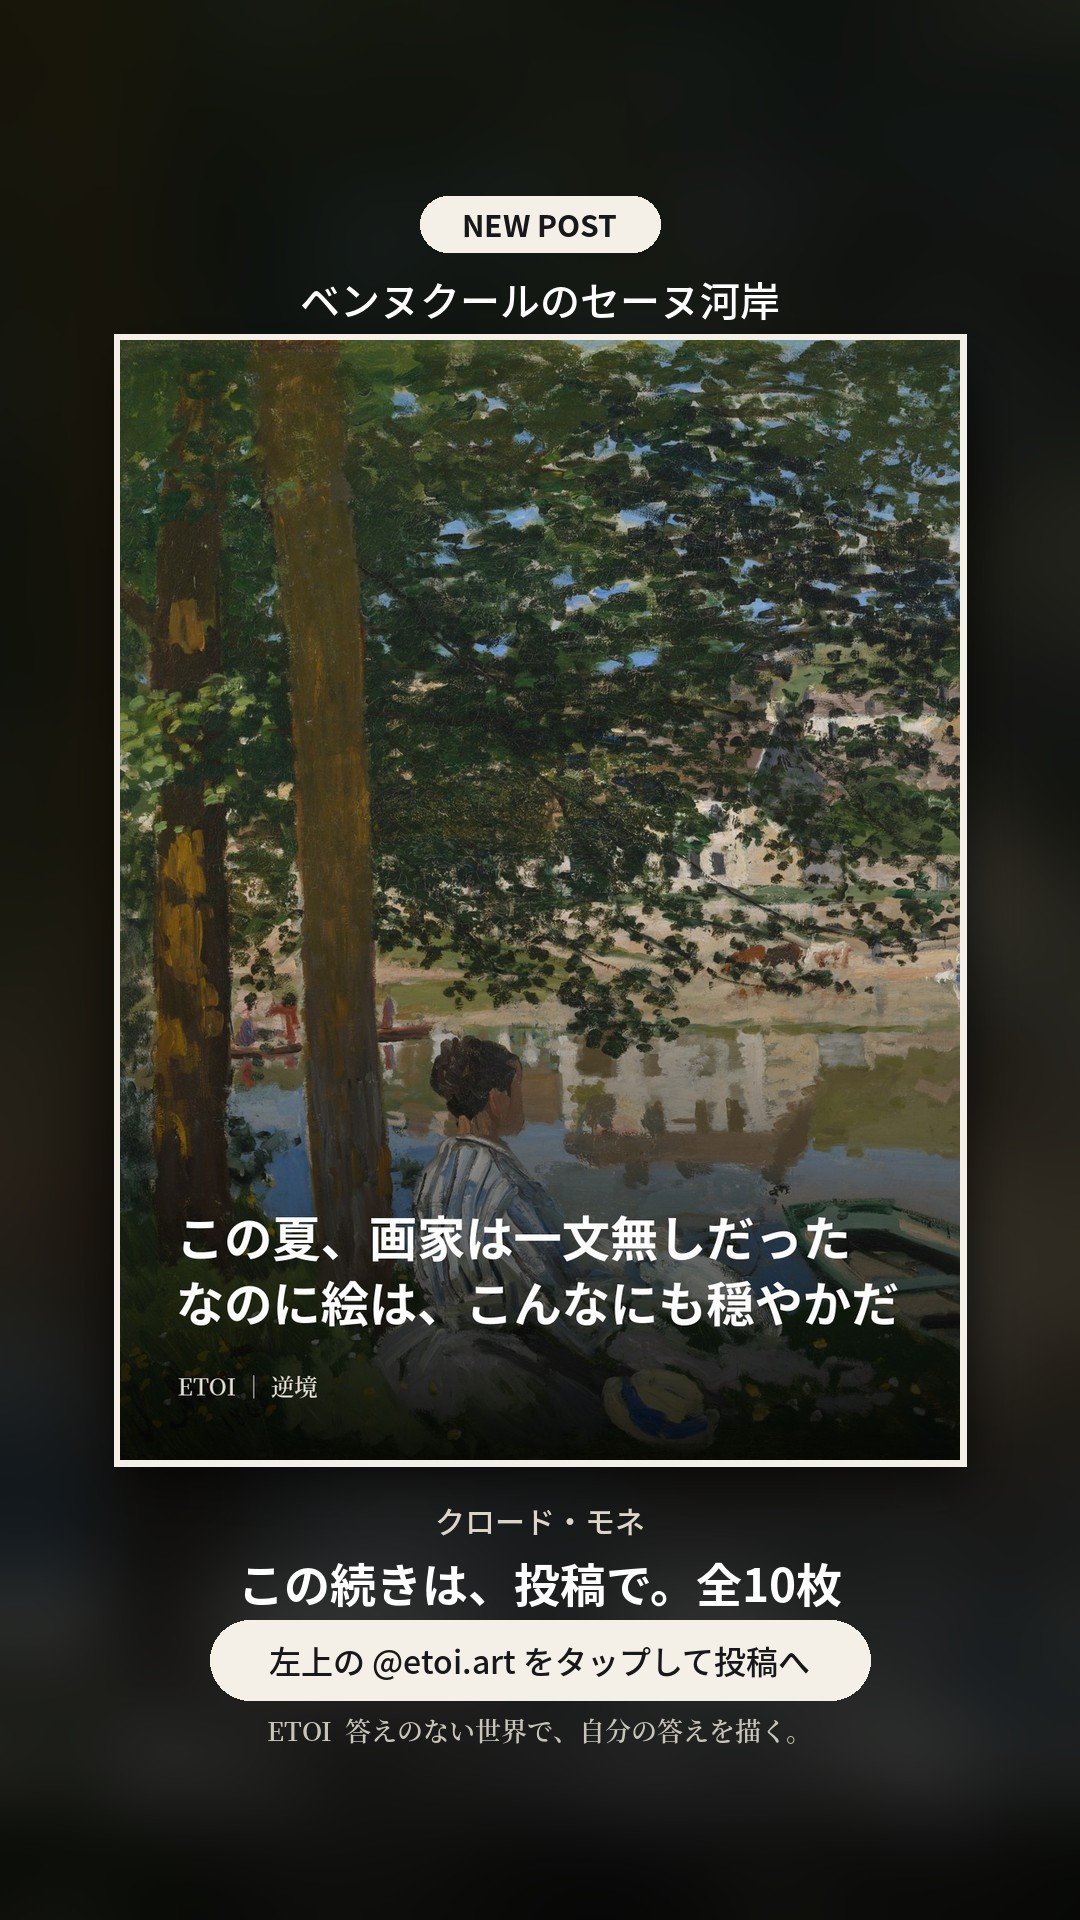 NEW POST
ベンヌクールのセーヌ河岸
この夏、画家は一文無しだった
なのに絵は、こんなにも穏やかだ
ETOI｜逆境
クロード・モネ
この続きは、投稿で。全10枚
左上の @etoi.art をタップして投稿へ
ETOI 答えのない世界で、自分の答えを描く。